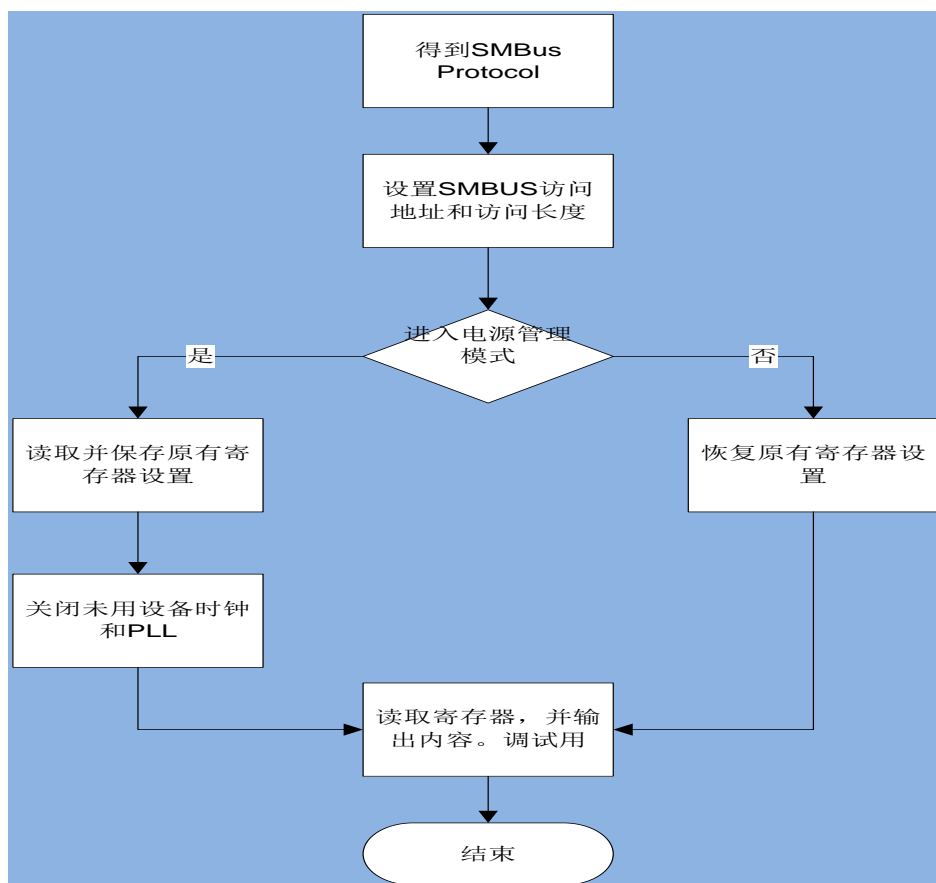 得到SMBus
Protocol
设置SMBUS访问
地址和访问长度
进入电源管理
模式
是
否
读取并保存原有寄
存器设置
恢复原有寄存器设
置
关闭未用设备时钟
和PLL
读取寄存器，并输
出内容。调试用
结束